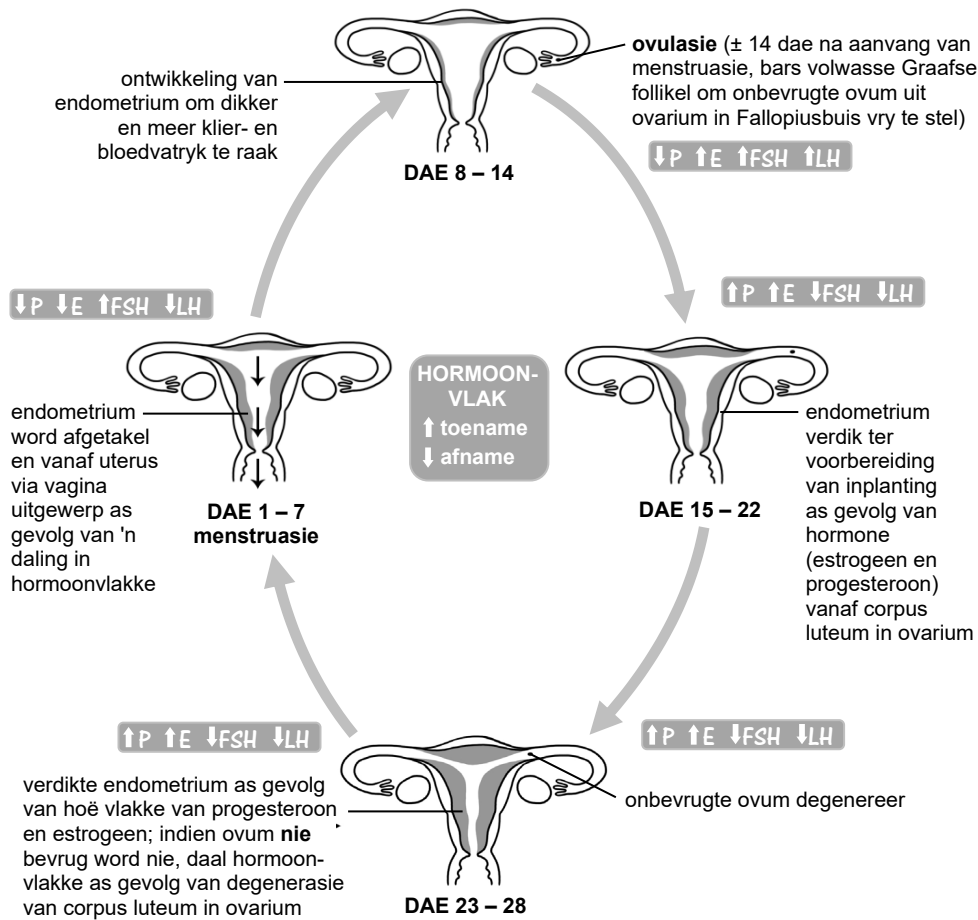 ovulasie (± 14 dae na aanvang van
menstruasie, bars volwasse Graafse
follikel om onbevrugte ovum uit
ovarium in Fallopiusbuis vry te stel)
ontwikkeling van
endometrium om dikker
en meer klier- en
bloedvatryk te raak
DAE 8 – 14
↓P ↑E ↑FSH ↑LH
↓P ↓E ↑FSH ↓LH
↑P ↑E ↓FSH ↓LH
HORMOON-
VLAK
↑ toename
↓ afname
endometrium
word afgetakel
en vanaf uterus
via vagina
uitgewerp as
gevolg van 'n
daling in
hormoonvlakke
DAE 1 – 7
menstruasie
DAE 15 – 22
endometrium
verdik ter
voorbereiding
van inplanting
as gevolg van
hormone
(estrogeen en
progesteroon)
vanaf corpus
luteum in ovarium
↑P ↑E ↓FSH ↓LH
↑P ↑E ↓FSH ↓LH
verdikte endometrium as gevolg
van hoë vlakke van progesteroon
en estrogeen; indien ovum nie
bevrug word nie, daal hormoon-
vlakke as gevolg van degenerasie
van corpus luteum in ovarium
onbevrugte ovum degenereer
DAE 23 – 28